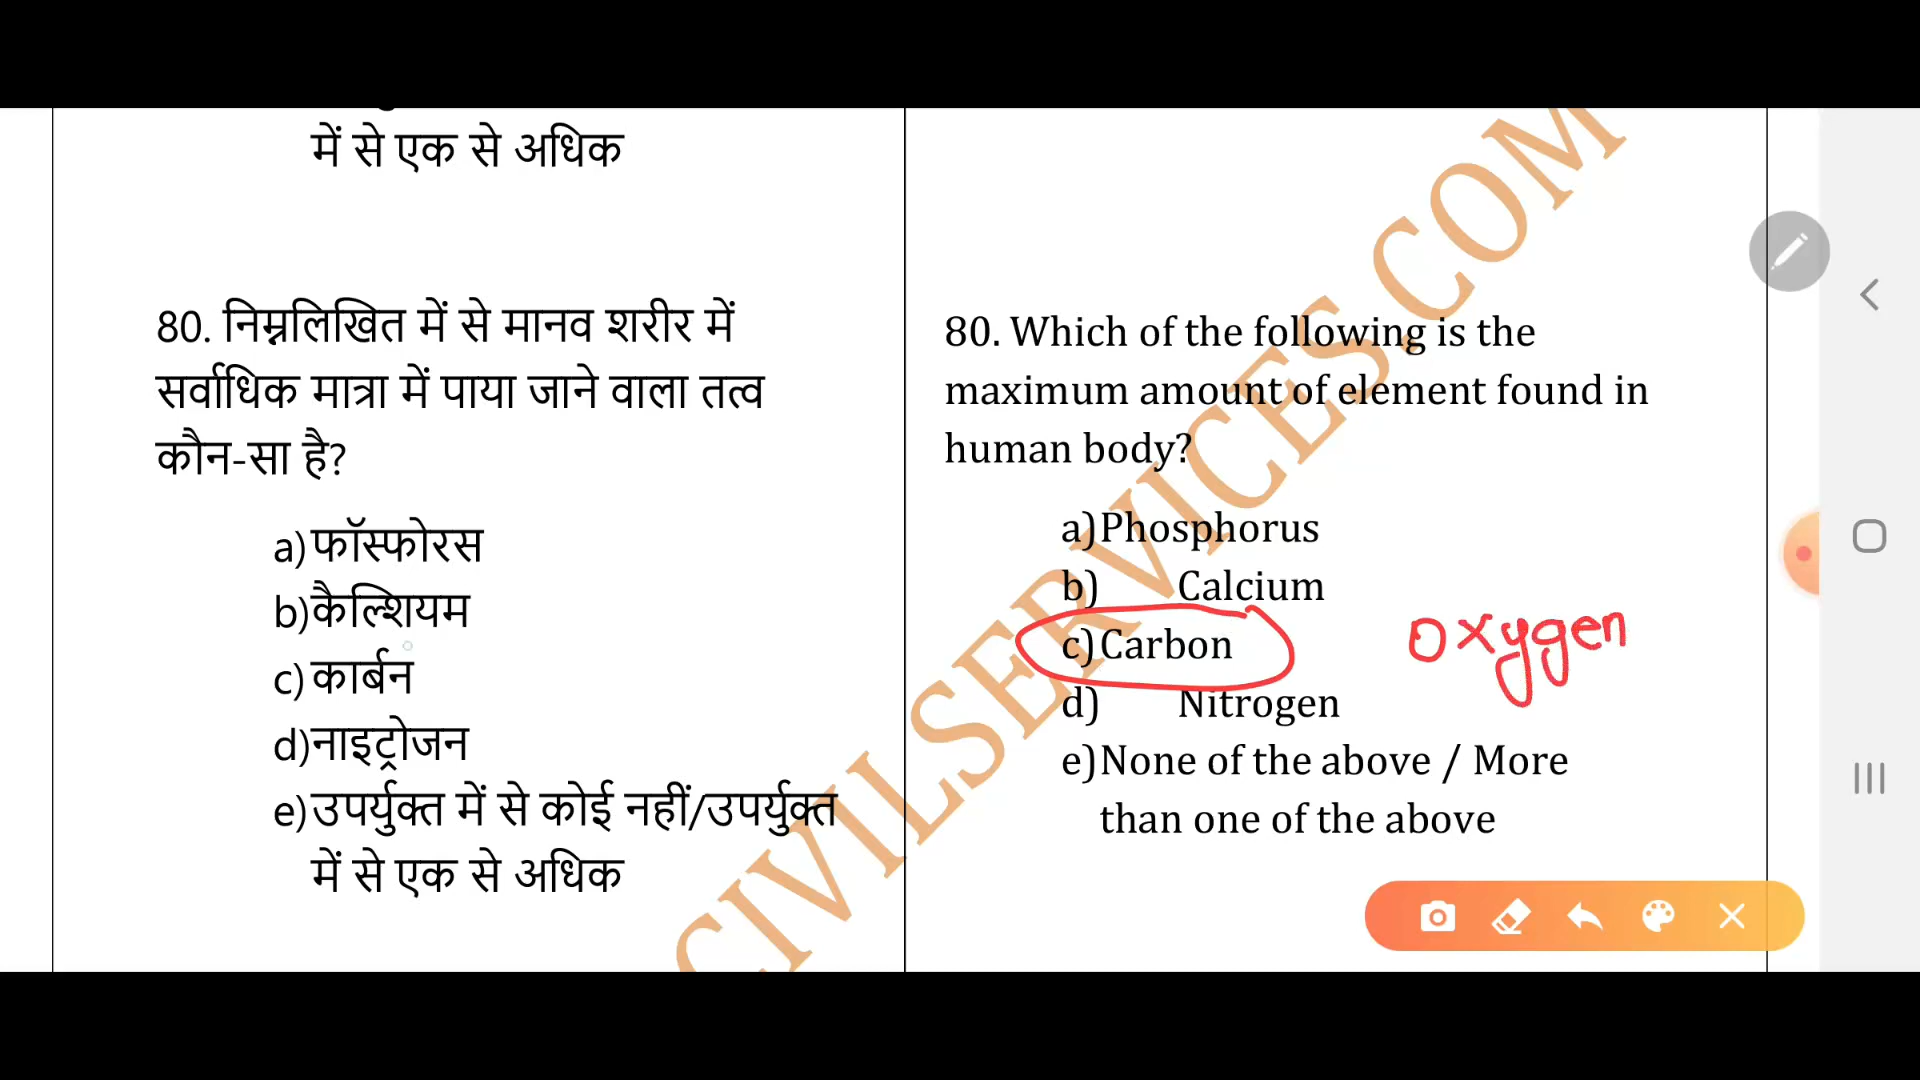 में से एक से अधिक
80. निम्नलिखित में से मानव शरीर में
सर्वाधिक मात्रा में पाया जाने वाला तत्व
कौन-सा है?
a) फॉस्फोरस
b) कैल्शियम
c) कार्बन
d) नाइट्रोजन
e) उपर्युक्त में से कोई नहीं/उपर्युक्त
में से एक से अधिक
80. Which of the following is the
maximum amount of element found in
human body?
a) Phosphorus
b) Calcium
c) Carbon
d) Nitrogen
e) None of the above / More
than one of the above
Oxygen
CIVILSERVICES.COM